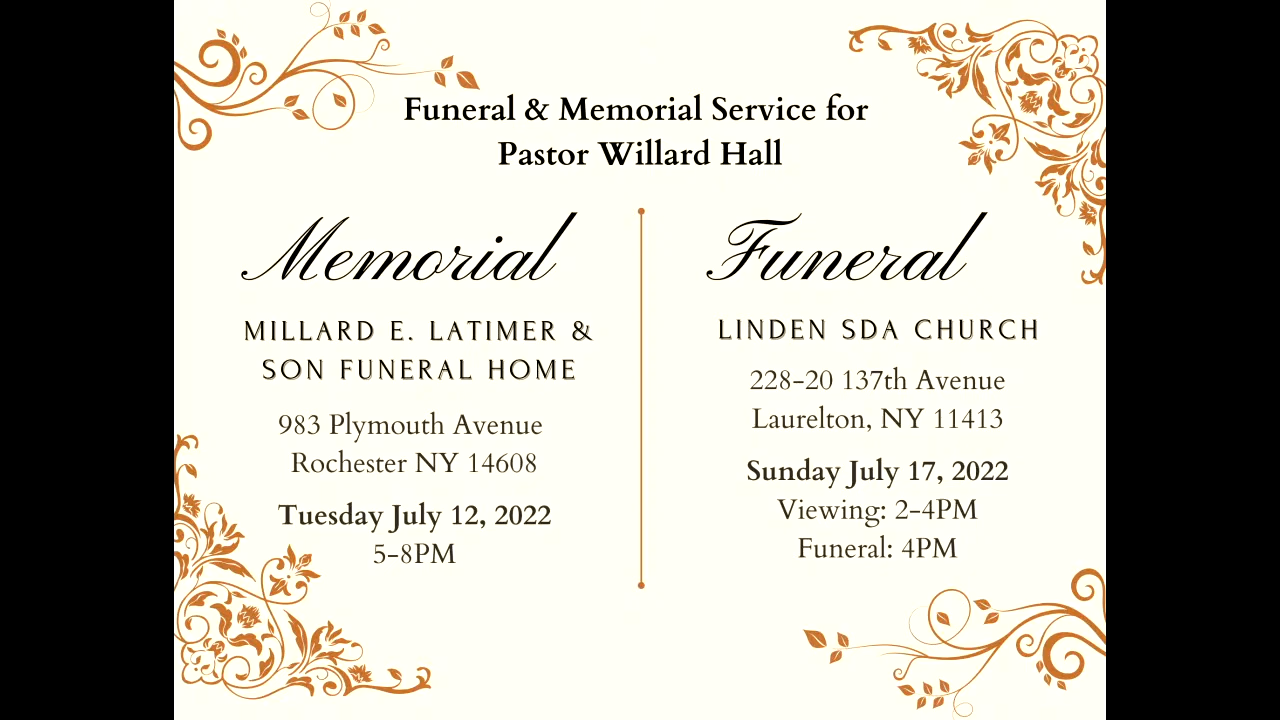 Funeral & Memorial Service for
Pastor Willard Hall
Memorial
MILLARD E. LATIMER &
SON FUNERAL HOME
983 Plymouth Avenue
Rochester NY 14608
Tuesday July 12, 2022
5-8PM
Funeral
LINDEN SDA CHURCH
228-20 137th Avenue
Laurelton, NY 11413
Sunday July 17, 2022
Viewing: 2-4PM
Funeral: 4PM